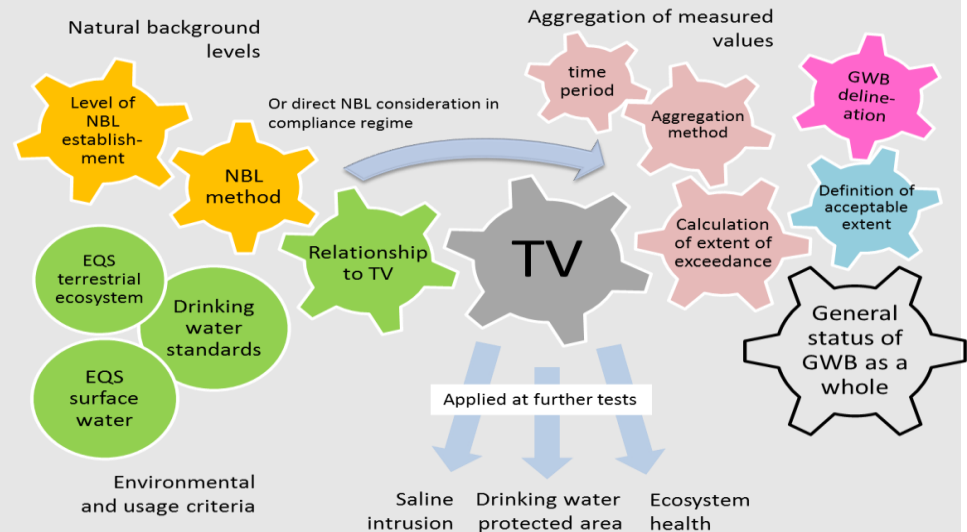 Natural background
levels
Level of
NBL
establish-
ment
NBL
method
Or direct NBL consideration in
compliance regime
Aggregation of measured
values
time
period
Aggregation
method
GWB
deline-
ation
Definition of
acceptable
extent
Calculation
of extent of
exceedance
General
status of
GWB as a
whole
Relationship
to TV
TV
EQS
terrestrial
ecosystem
Drinking
water
standards
EQS
surface
water
Environmental
and usage criteria
Applied at further tests
Saline
intrusion
Drinking water
protected area
Ecosystem
health